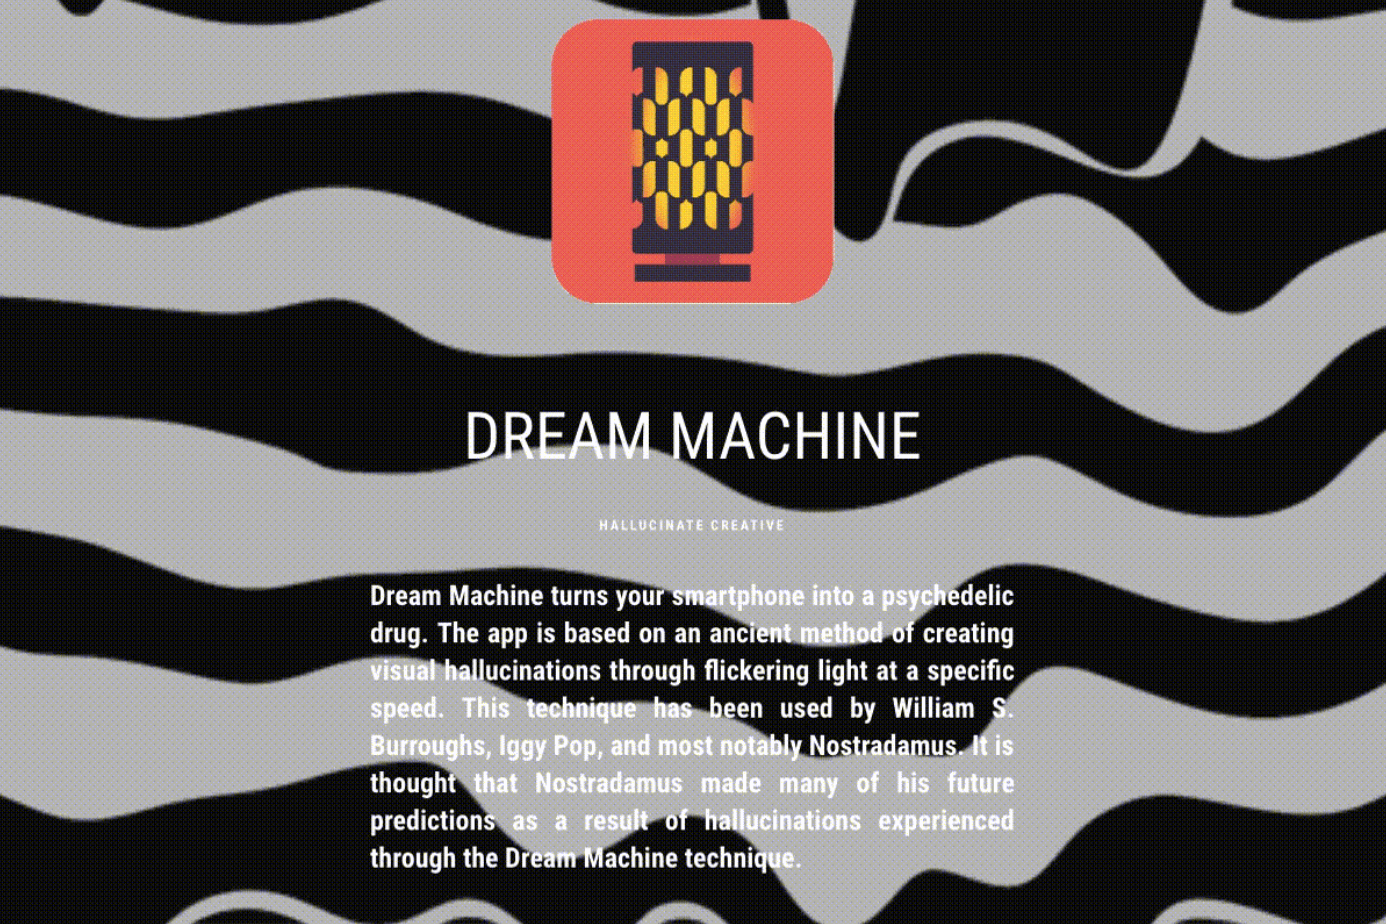 DREAM MACHINE
HALLUCINATE CREATIVE
Dream Machine turns your smartphone into a psychedelic
drug. The app is based on an ancient method of creating
visual hallucinations through flickering light at a specific
speed. This technique has been used by William S.
Burroughs, Iggy Pop, and most notably Nostradamus. It is
thought that Nostradamus made many of his future
predictions as a result of hallucinations experienced
through the Dream Machine technique.